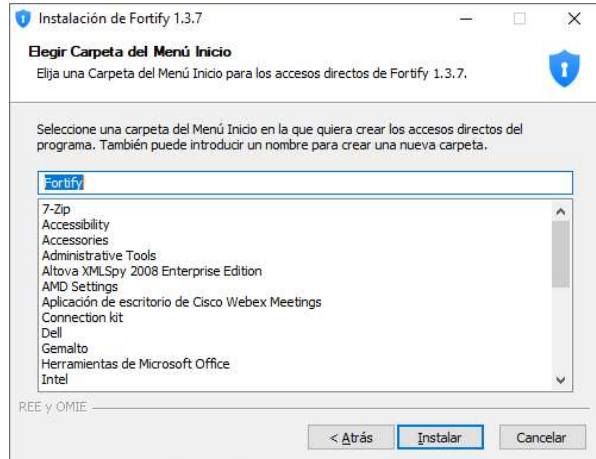 Instalación de Fortify 1.3.7
Elegir Carpeta del Menú Inicio
Elija una Carpeta del Menú Inicio para los accesos directos de Fortify 1.3.7.
Seleccione una carpeta del Menú Inicio en la que quiera crear los accesos directos del
programa. También puede introducir un nombre para crear una nueva carpeta.
Fortify
7-Zip
Accessibility
Accessories
Administrative Tools
Altova XMLSpy 2008 Enterprise Edition
AMD Settings
Aplicación de escritorio de Cisco Webex Meetings
Connection kit
Dell
Gemalto
Herramientas de Microsoft Office
Intel
REE y OMIE
< Atrás Instalar Cancelar